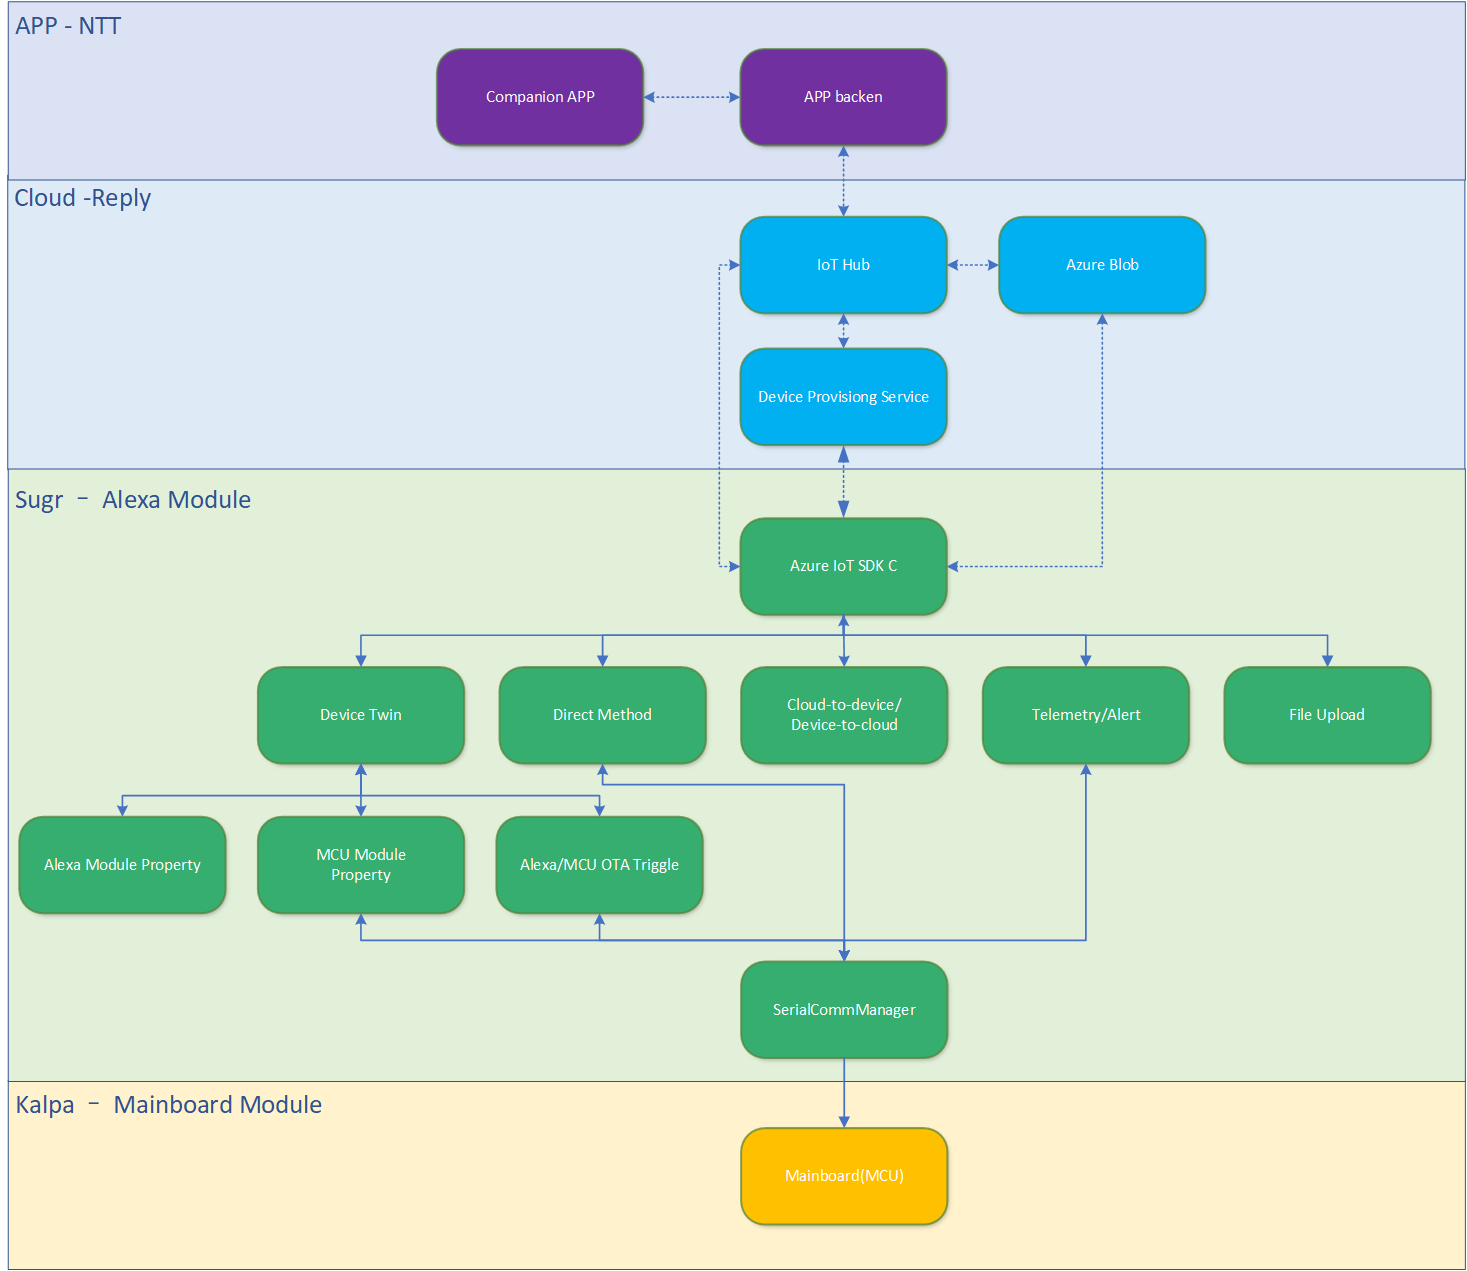 APP - NTT
Companion APP
APP backen
Cloud -Reply
IoT Hub
Azure Blob
Device Provisiong Service
Sugr － Alexa Module
Azure IoT SDK C
Device Twin
Direct Method
Cloud-to-device/
Device-to-cloud
Telemetry/Alert
File Upload
Alexa Module Property
MCU Module
Property
Alexa/MCU OTA Triggle
SerialCommManager
Kalpa － Mainboard Module
Mainboard(MCU)